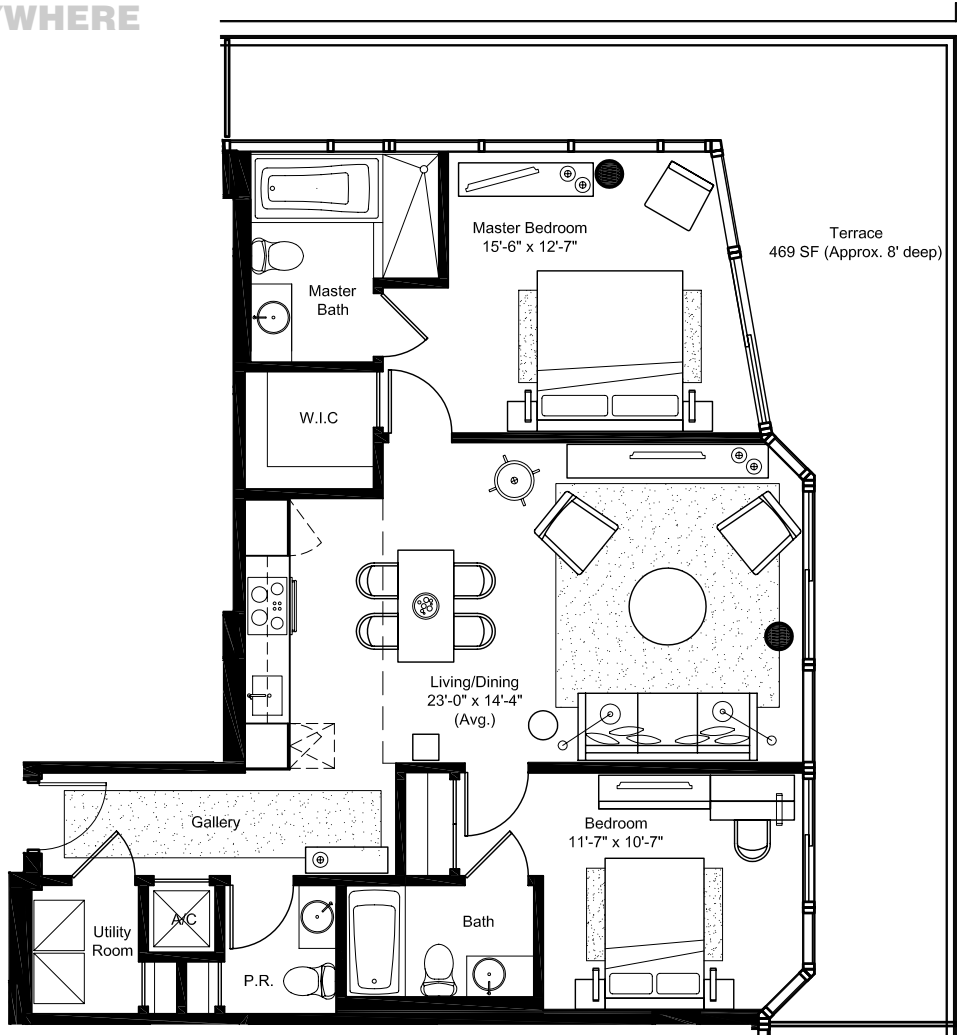 YWHERE
Master Bedroom
15'-6" x 12'-7"
Terrace
469 SF (Approx. 8' deep)
Master
Bath
W.I.C
Living/Dining
23'-0" x 14'-4"
(Avg.)
Gallery
Bedroom
11'-7" x 10'-7"
A/C
Bath
Utility
Room
P.R.